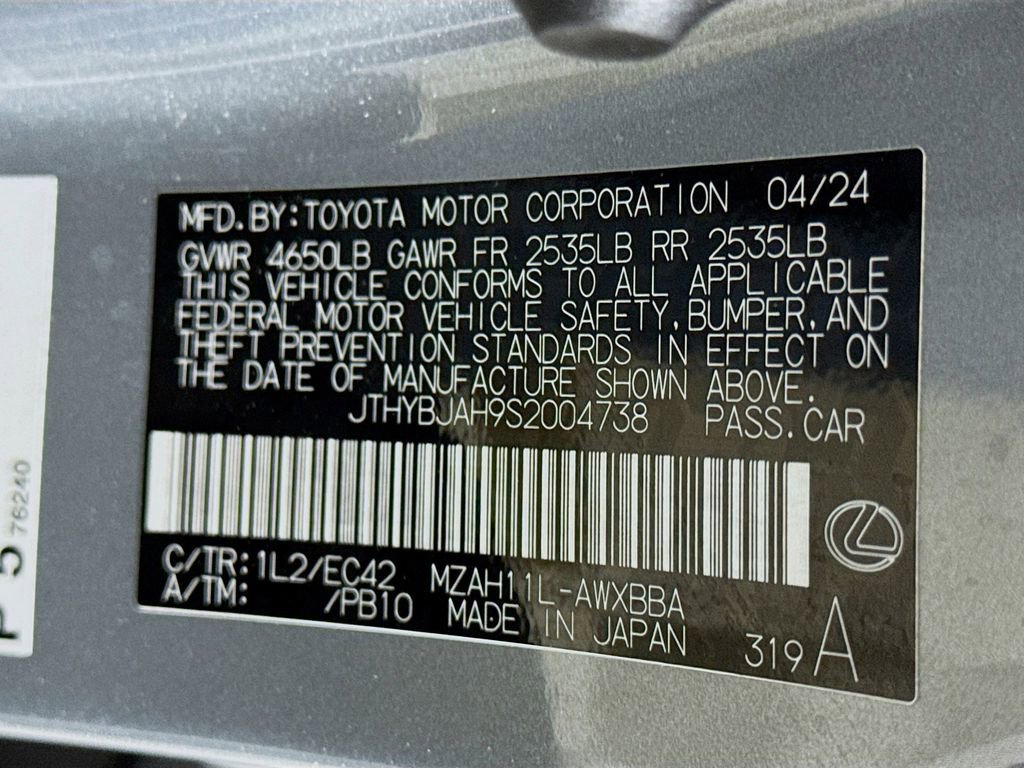 MFD.BY:TOYOTA MOTOR CORPORATION 04/24
GVWR 4650LB GAWR FR 2535LB RR 2535LB
THIS VEHICLE CONFORMS TO ALL APPLICABLE
FEDERAL MOTOR VEHICLE SAFETY,BUMPER,AND
THEFT PREVENTION STANDARDS IN EFFECT ON
THE DATE OF MANUFACTURE SHOWN ABOVE.
JTHYBJAH9S2004738 PASS.CAR
C/TR:1L2/EC42 MZAH11L-AWXBBA
A/TM: /PB10 MADE IN JAPAN 319 A
P 5
76240